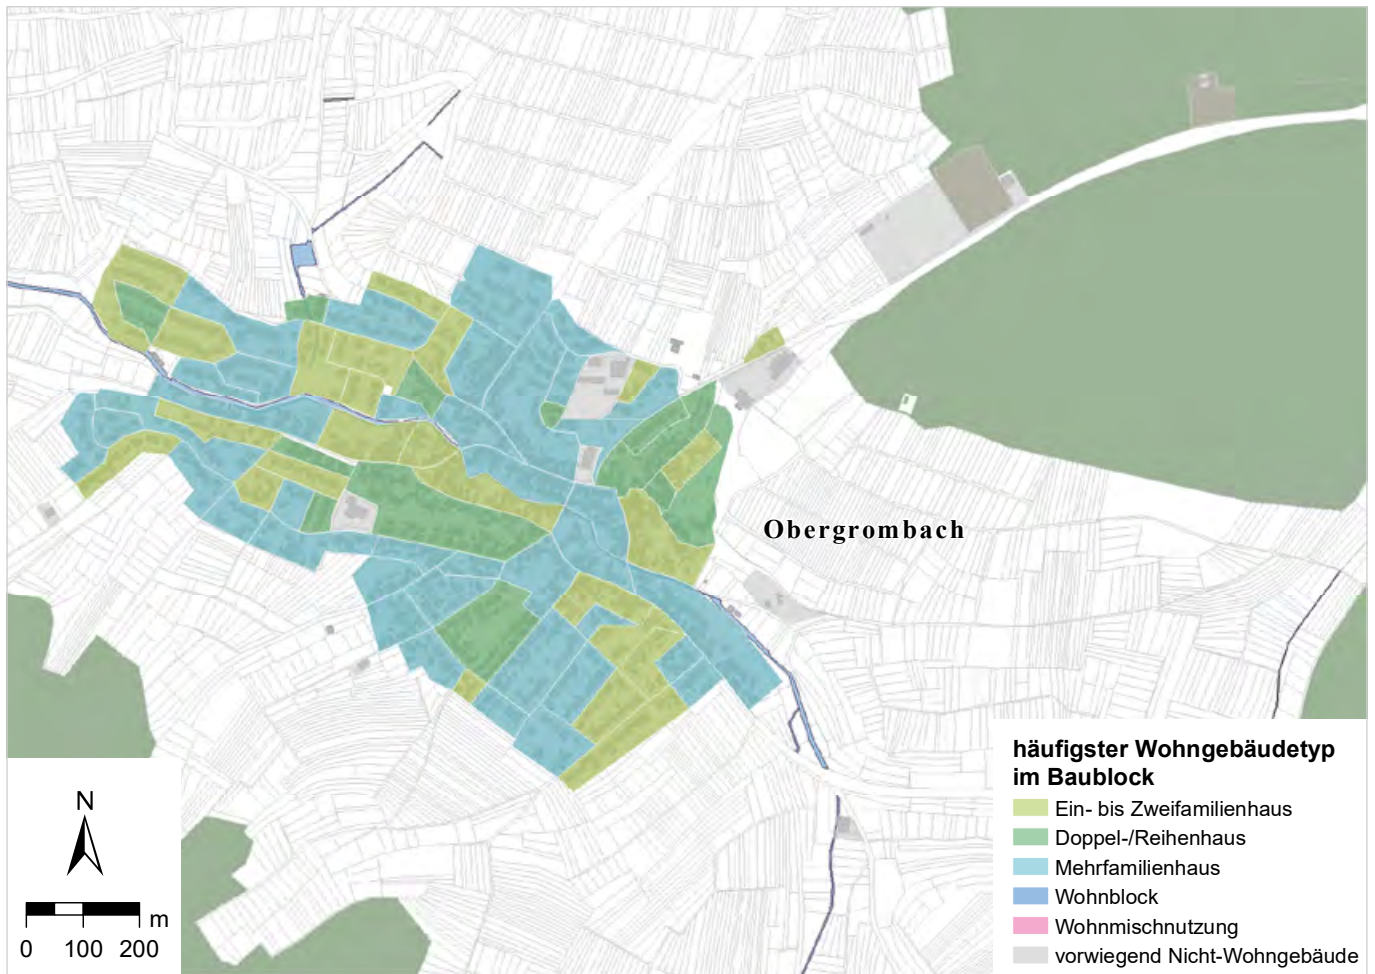 Obergrombach
häufigster Wohngebäudetyp
im Baublock
Ein- bis Zweifamilienhaus
Doppel-/Reihenhaus
Mehrfamilienhaus
Wohnblock
Wohnmischnutzung
vorwiegend Nicht-Wohngebäude
N
m
0 100 200